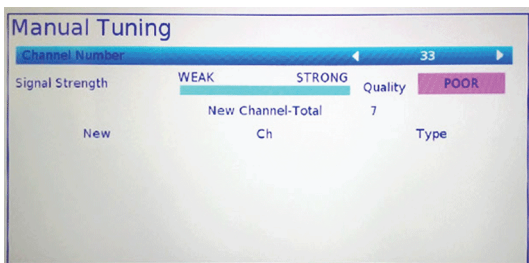 Manual Tuning
Channel Number 33
Signal Strength WEAK STRONG Quality POOR
New Channel-Total 7
New Ch Type